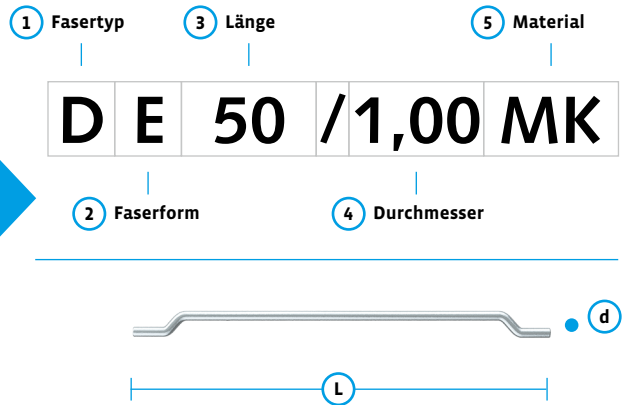 1 Fasertyp 3 Länge 5 Material
D E 50 /1,00 MK
2 Faserform 4 Durchmesser
d
L